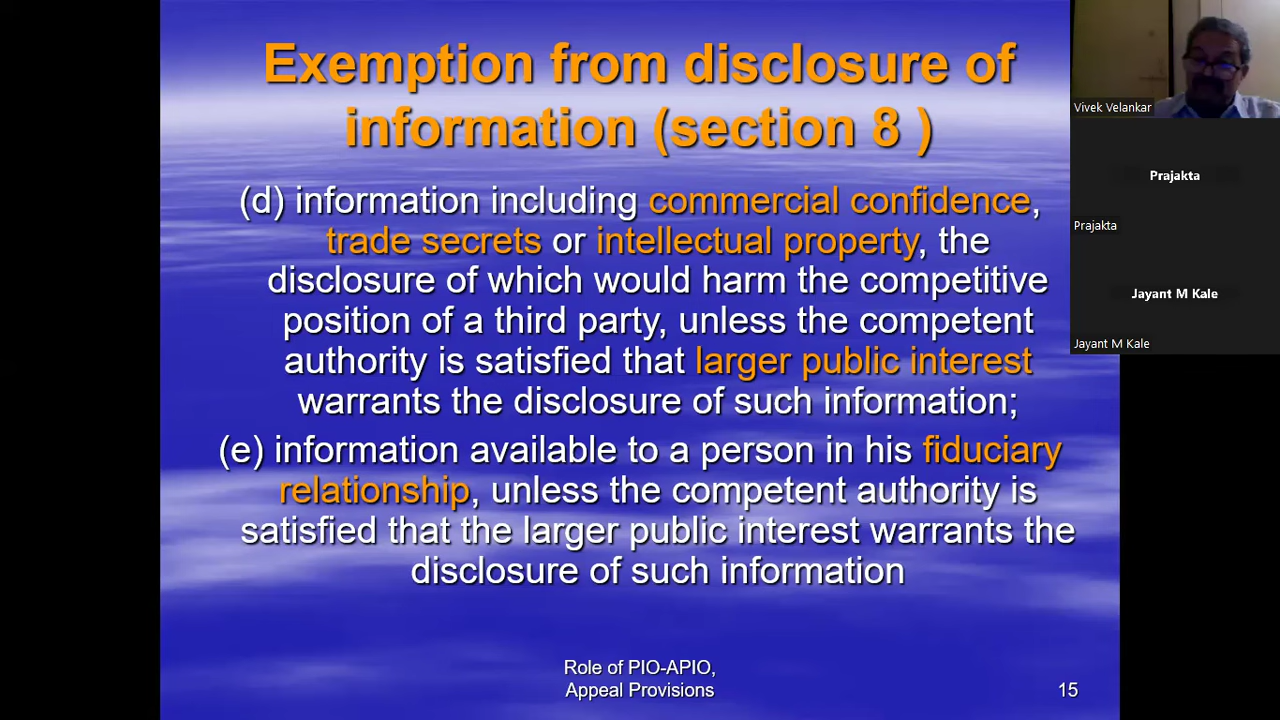 Exemption from disclosure of
information (section 8 )
(d) information including commercial confidence,
trade secrets or intellectual property, the
disclosure of which would harm the competitive
position of a third party, unless the competent
authority is satisfied that larger public interest
warrants the disclosure of such information;
(e) information available to a person in his fiduciary
relationship, unless the competent authority is
satisfied that the larger public interest warrants the
disclosure of such information
Role of PIO-APIO,
Appeal Provisions
15
Vivek Velankar
Prajakta
Prajakta
Jayant M Kale
Jayant M Kale